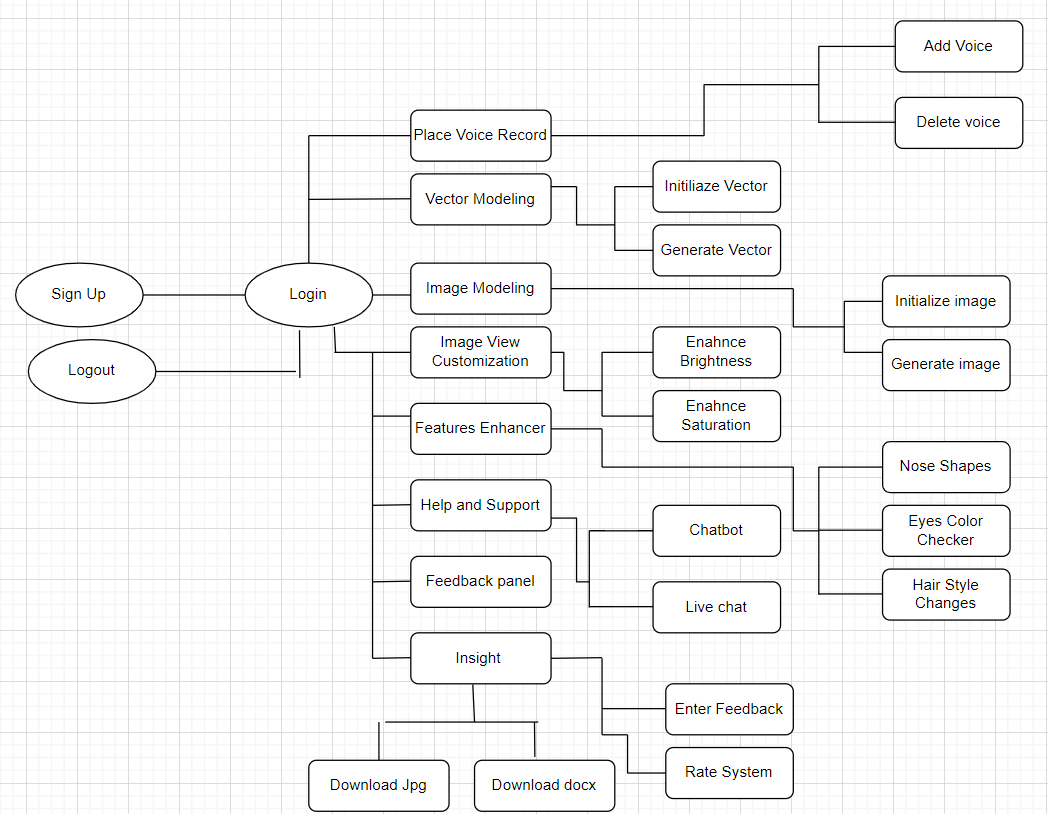 Add Voice
Delete voice
Place Voice Record
Vector Modeling
Initiliaze Vector
Generate Vector
Sign Up
Login
Logout
Image Modeling
Initialize image
Generate image
Image View
Customization
Enahnce
Brightness
Enahnce
Saturation
Features Enhancer
Nose Shapes
Eyes Color
Checker
Hair Style
Changes
Help and Support
Chatbot
Live chat
Feedback panel
Insight
Enter Feedback
Rate System
Download Jpg
Download docx